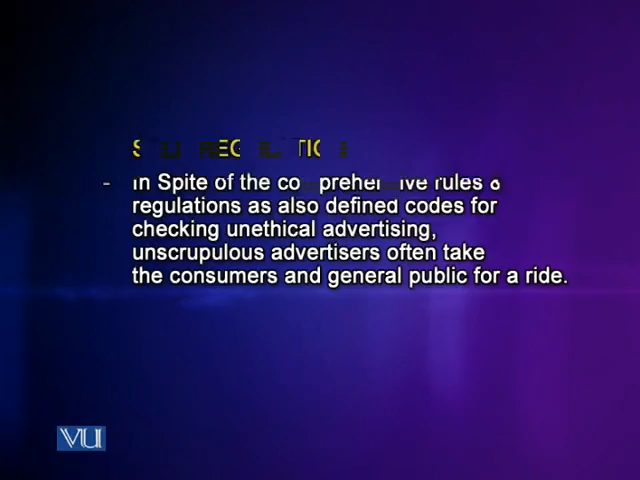 - In Spite of the comprehensive rules &
regulations as also defined codes for
checking unethical advertising,
unscrupulous advertisers often take
the consumers and general public for a ride.
VU